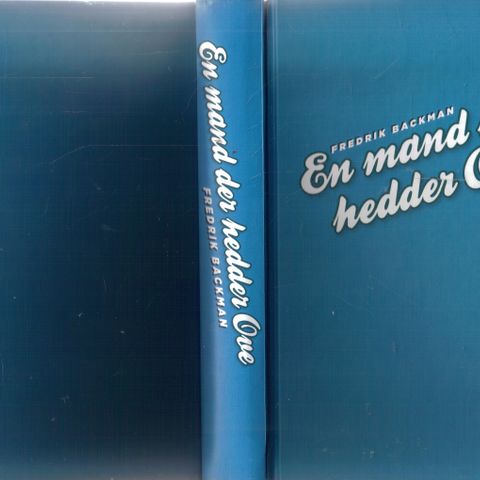 En mand der hedder Ove
FREDRIK BACKMAN
FREDRIK BACKMAN
En mand
hedder